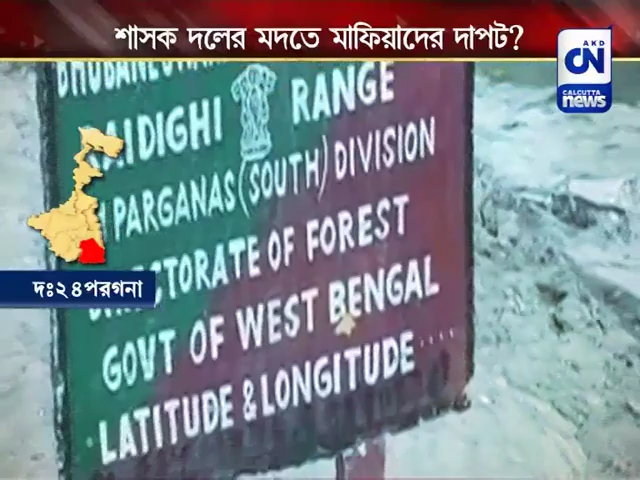 শাসক দলের মদতে মাফিয়াদের দাপট?
AKD
CN
CALCUTTA
news
RAIDIGHI RANGE
PARGANAS (SOUTH) DIVISION
DIRECTORATE OF FOREST
GOVT OF WEST BENGAL
LATITUDE & LONGITUDE ....
দঃ২৪পরগনা